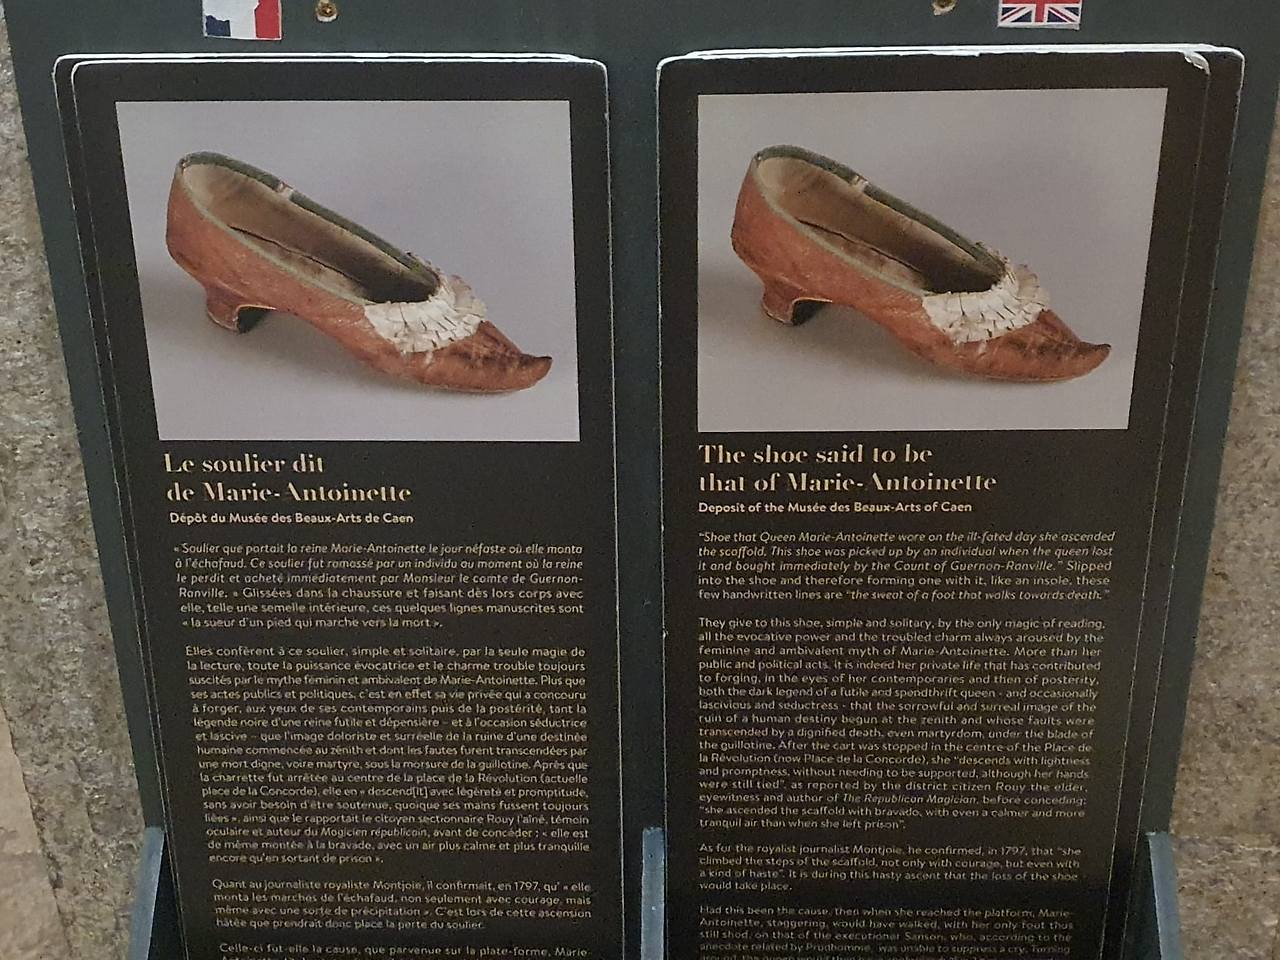 Le soulier dit
de Marie-Antoinette
Dépôt du Musée des Beaux-Arts de Caen
« Soulier que portait la reine Marie-Antoinette le jour néfaste où elle monta
à l'échafaud. Ce soulier fut ramassé par un individu au moment où la reine
le perdit et acheté immédiatement par Monsieur le comte de Guernon-
Ranville. » Glissées dans la chaussure et faisant dès lors corps avec
elle, telle une semelle intérieure, ces quelques lignes manuscrites sont
« la sueur d'un pied qui marche vers la mort ».
Elles confèrent à ce soulier, simple et solitaire, par la seule magie de
la lecture, toute la puissance évocatrice et le charme trouble toujours
suscités par le mythe féminin et ambivalent de Marie-Antoinette. Plus que
ses actes publics et politiques, c'est en effet sa vie privée qui a concouru
à forger, aux yeux de ses contemporains puis de la postérité, tant la
légende noire d'une reine futile et dépensière – et à l'occasion séductrice
et lascive – que l'image doloriste et surréelle de la ruine d'une destinée
humaine commencée au zénith et dont les fautes furent transcendées par
une mort digne, voire martyre, sous la morsure de la guillotine. Après que
la charrette fut arrêtée au centre de la place de la Révolution (actuelle
place de la Concorde), elle en « descend[it] avec légèreté et promptitude,
sans avoir besoin d'être soutenue, quoique ses mains fussent toujours
liées », ainsi que le rapportait le citoyen sectionnaire Rouy l'aîné, témoin
oculaire et auteur du Magicien républicain, avant de concéder : « elle est
de même montée à la bravade, avec un air plus calme et plus tranquille
encore qu'en sortant de prison ».
Quant au journaliste royaliste Montjoie, il confirmait, en 1797, qu' « elle
monta les marches de l'échafaud, non seulement avec courage, mais
même avec une sorte de précipitation ». C'est lors de cette ascension
hâtée que prendrait donc place la perte du soulier.
Celle-ci fut-elle la cause, que parvenue sur la plate-forme, Marie-
The shoe said to be
that of Marie-Antoinette
Deposit of the Musée des Beaux-Arts of Caen
"Shoe that Queen Marie-Antoinette wore on the ill-fated day she ascended
the scaffold. This shoe was picked up by an individual when the queen lost
it and bought immediately by the Count of Guernon-Ranville." Slipped
into the shoe and therefore forming one with it, like an insole, these
few handwritten lines are "the sweat of a foot that walks towards death."
They give to this shoe, simple and solitary, by the only magic of reading,
all the evocative power and the troubled charm always aroused by the
feminine and ambivalent myth of Marie-Antoinette. More than her
public and political acts, it is indeed her private life that has contributed
to forging, in the eyes of her contemporaries and then of posterity,
both the dark legend of a futile and spendthrift queen - and occasionally
lascivious and seductress - that the sorrowful and surreal image of the
ruin of a human destiny begun at the zenith and whose faults were
transcended by a dignified death, even martyrdom, under the blade of
the guillotine. After the cart was stopped in the centre of the Place de
la Révolution (now Place de la Concorde), she "descends with lightness
and promptness, without needing to be supported, although her hands
were still tied", as reported by the district citizen Rouy the elder,
eyewitness and author of The Republican Magician, before conceding:
"she ascended the scaffold with bravado, with even a calmer and more
tranquil air than when she left prison".
As for the royalist journalist Montjoie, he confirmed, in 1797, that "she
climbed the steps of the scaffold, not only with courage, but even with
a kind of haste". It is during this hasty ascent that the loss of the shoe
would take place.
Had this been the cause, then when she reached the platform, Marie-
Antoinette, staggering, would have walked, with her only foot thus
still shod, on that of the executioner Sanson, who, according to the
anecdote related by Prudhomme, was unable to suppress a cry. Turning